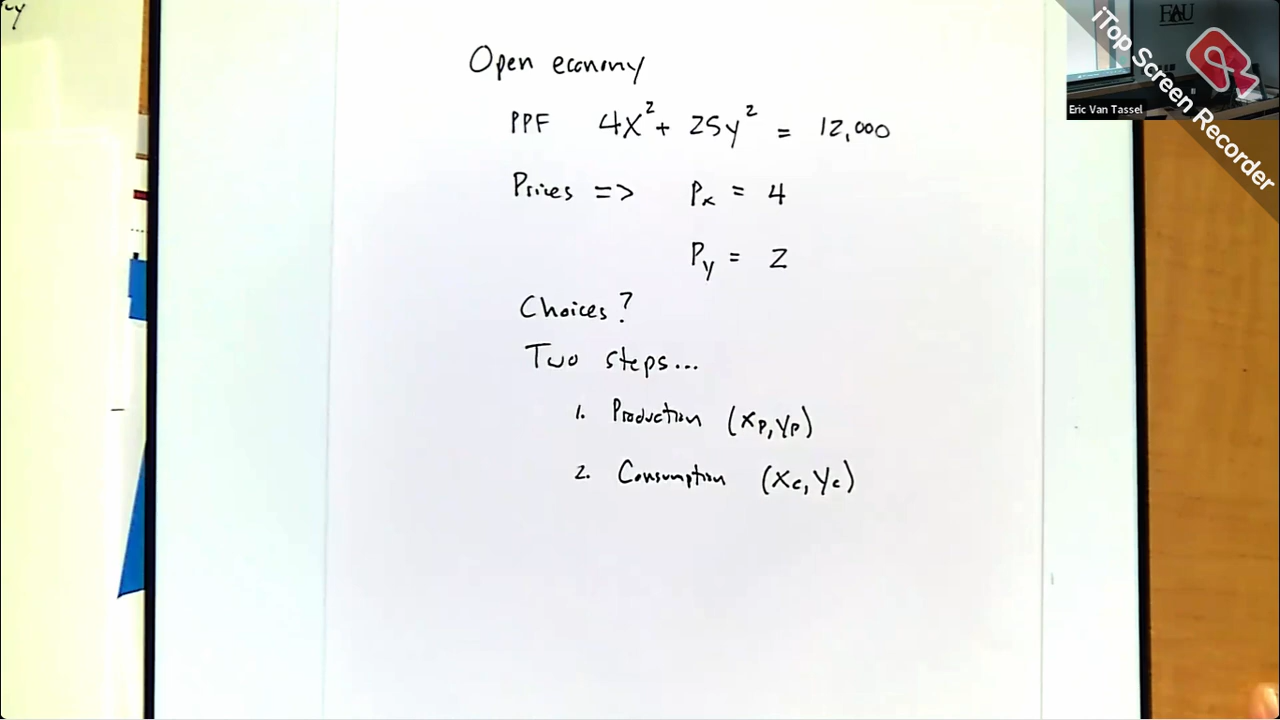 y
FAU
iTop Screen Recorder
Eric Van Tassel
Open economy
PPF 4x² + 25y² = 12,000
Prices => Pₓ = 4
Py = 2
Choices?
Two steps...
1. Production (xp, yp)
2. Consumption (xc, yc)